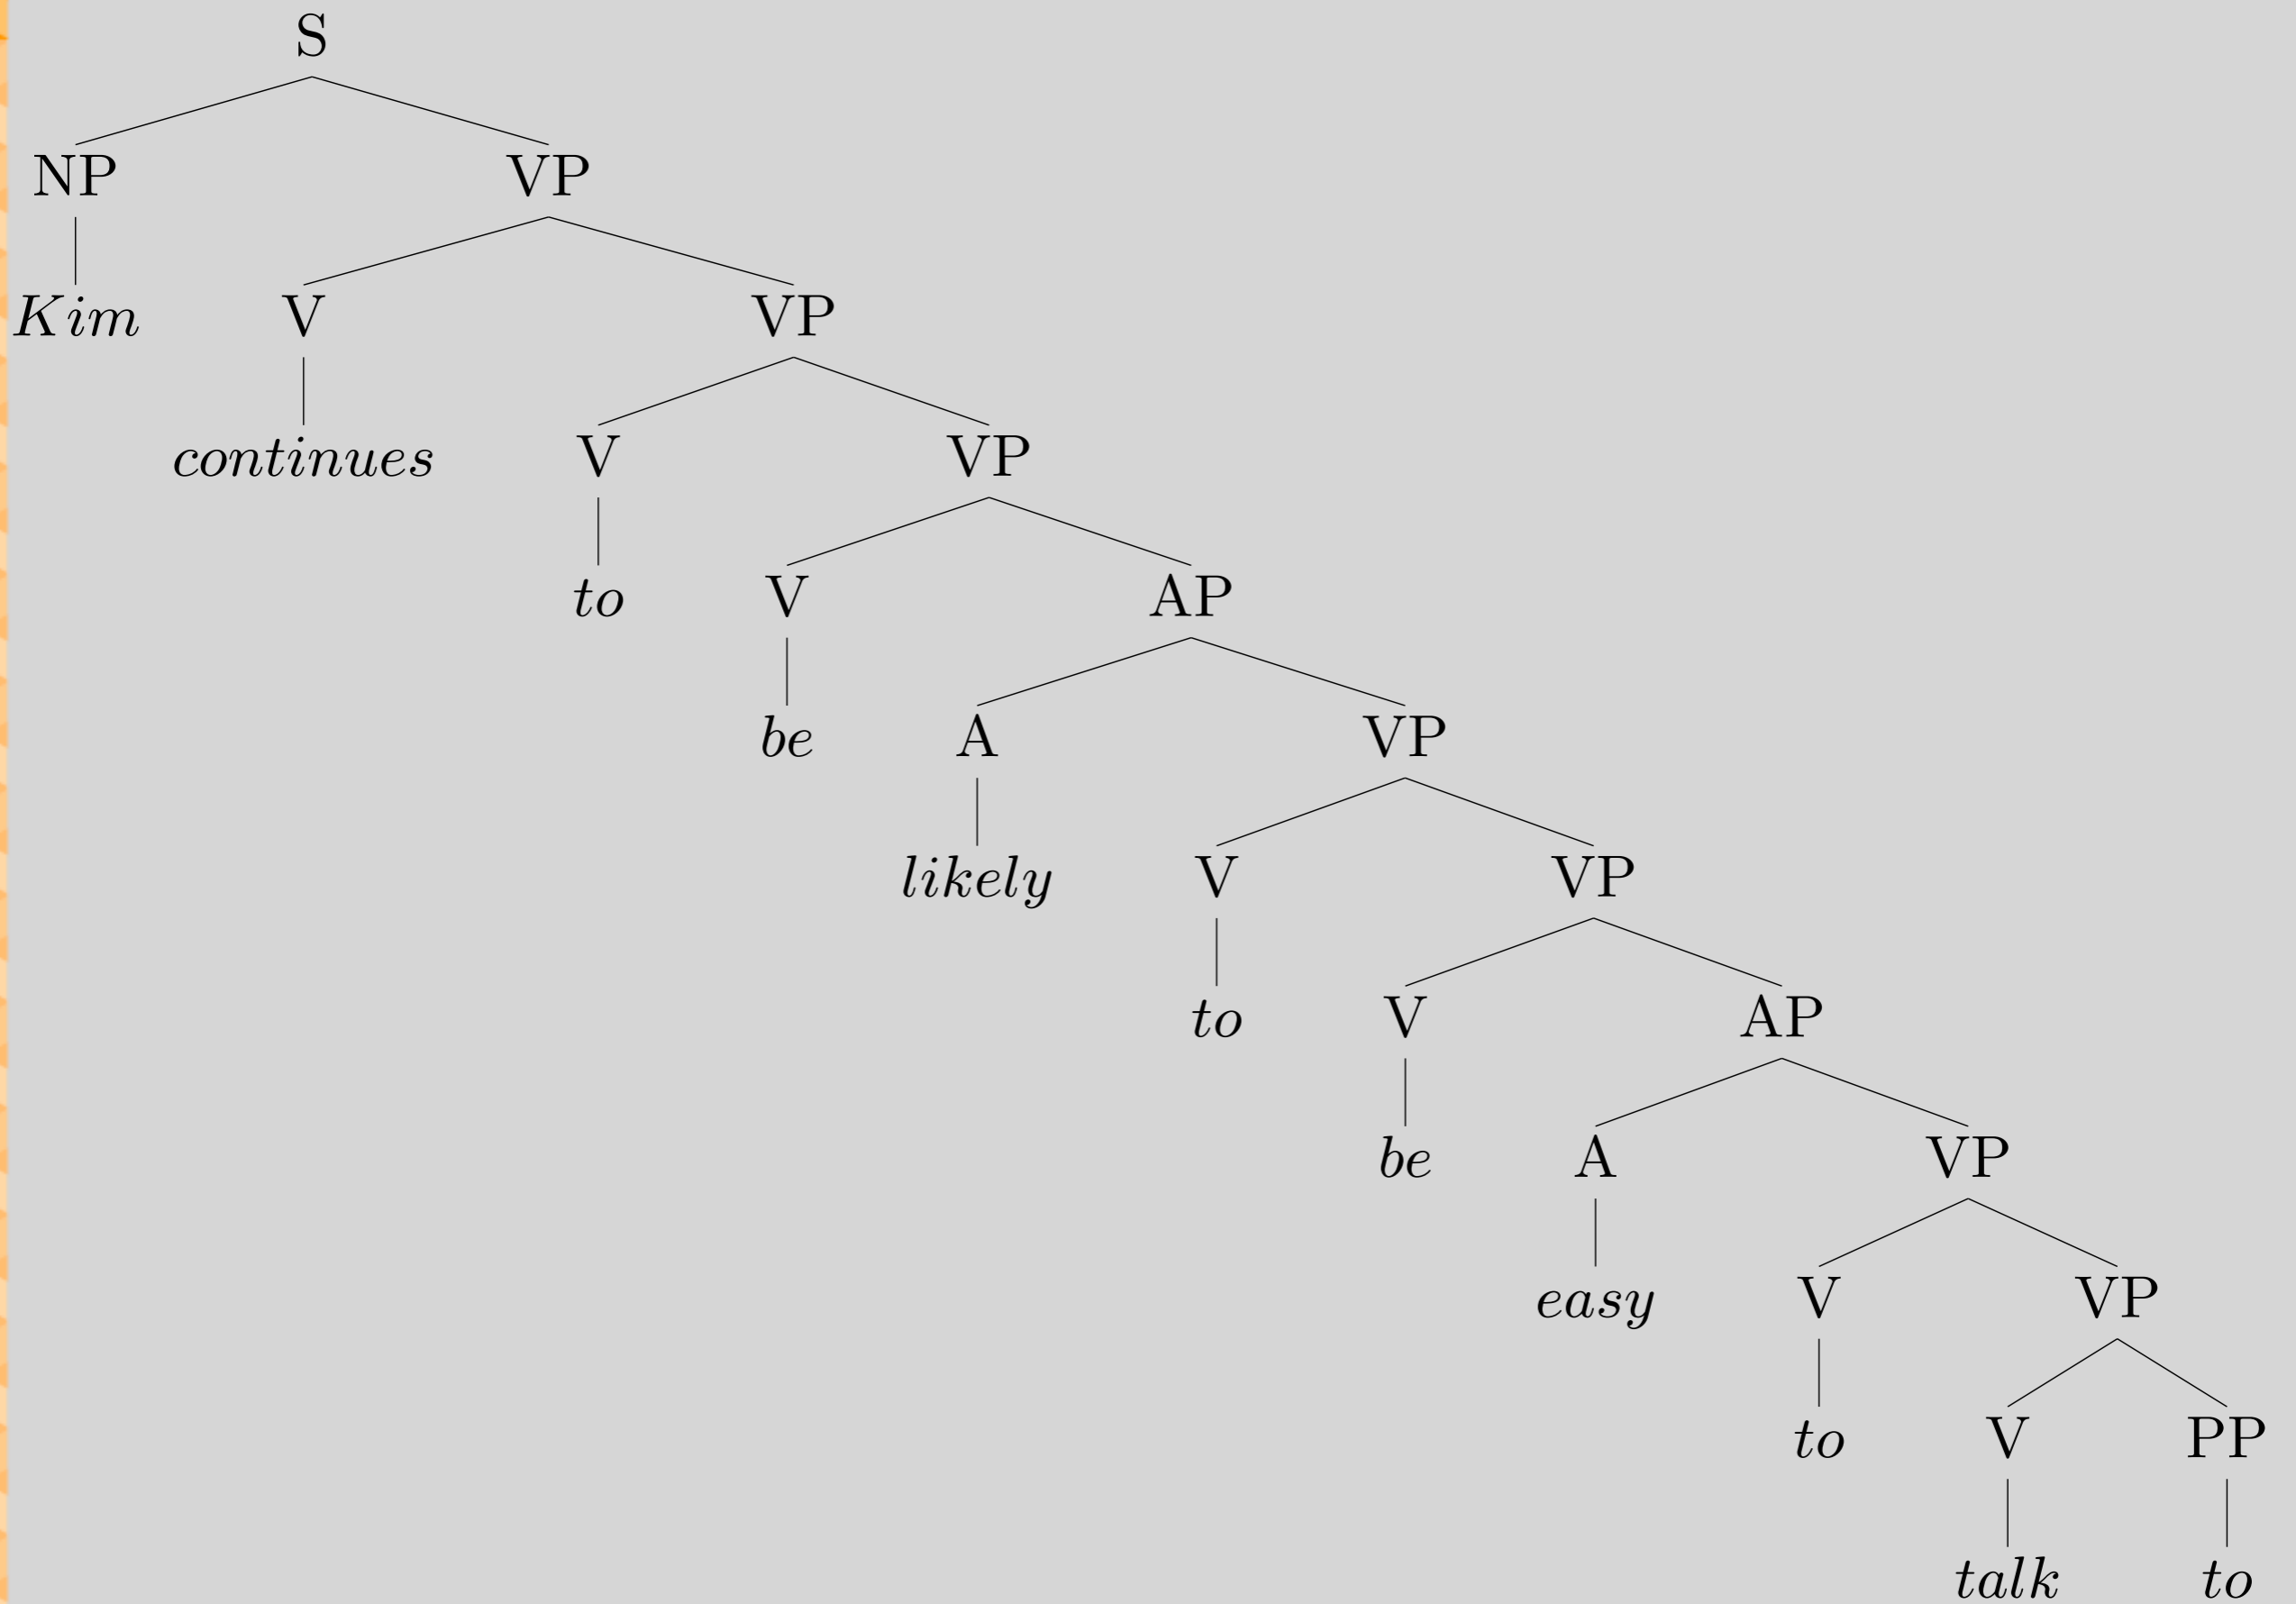 S
NP VP
Kim V VP
continues V VP
to V AP
be A VP
likely V VP
to V AP
be A VP
easy V VP
to V PP
talk to